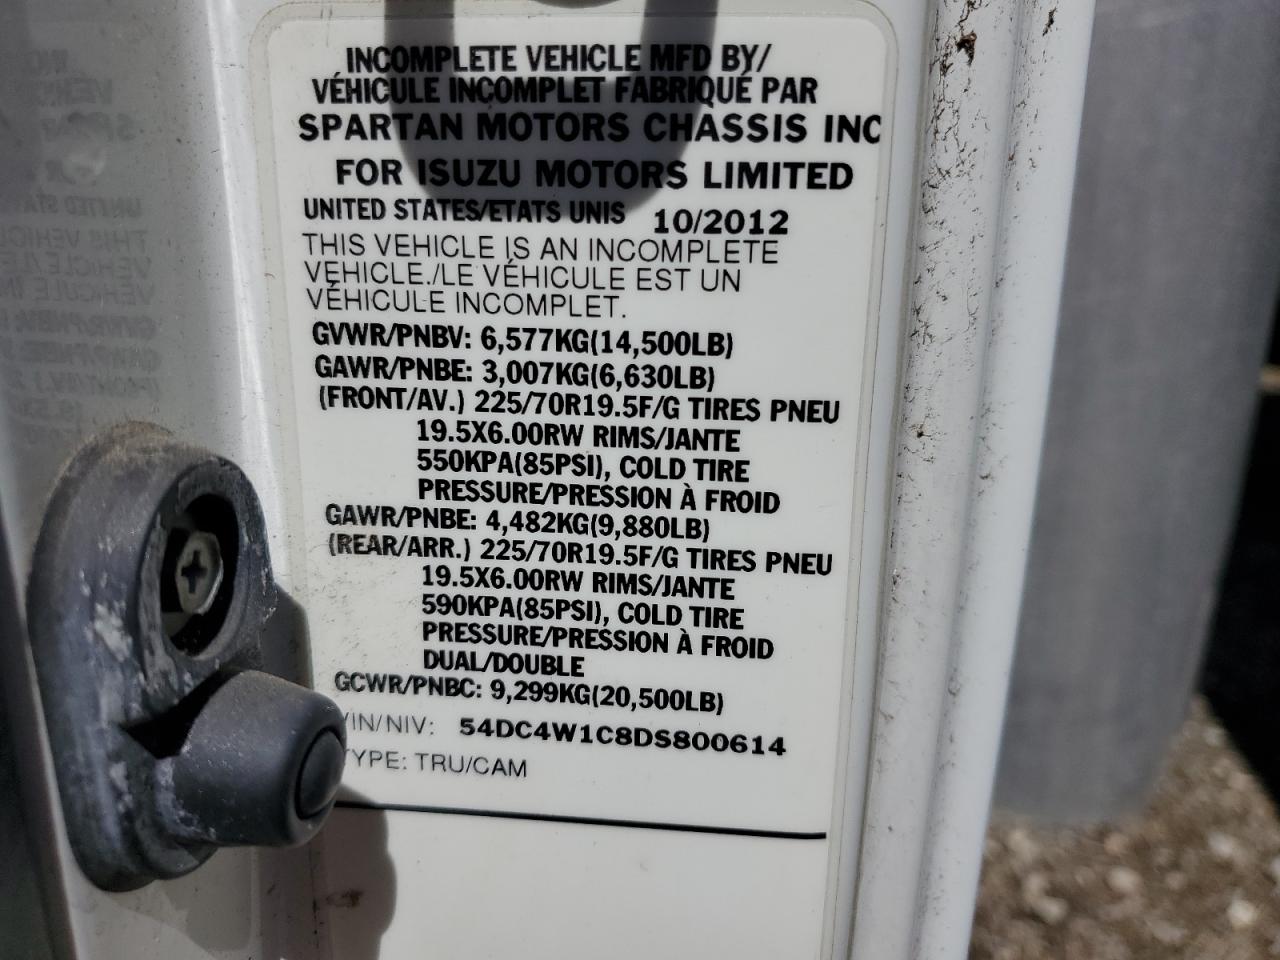 INCOMPLETE VEHICLE MFD BY/
VÉHICULE INCOMPLET FABRIQUÉ PAR
SPARTAN MOTORS CHASSIS INC
FOR ISUZU MOTORS LIMITED
UNITED STATES/ETATS UNIS 10/2012
THIS VEHICLE IS AN INCOMPLETE
VEHICLE./LE VÉHICULE EST UN
VÉHICULE INCOMPLET.
GVWR/PNBV: 6,577KG(14,500LB)
GAWR/PNBE: 3,007KG(6,630LB)
(FRONT/AV.) 225/70R19.5F/G TIRES PNEU
19.5X6.00RW RIMS/JANTE
550KPA(85PSI), COLD TIRE
PRESSURE/PRESSION À FROID
GAWR/PNBE: 4,482KG(9,880LB)
(REAR/ARR.) 225/70R19.5F/G TIRES PNEU
19.5X6.00RW RIMS/JANTE
590KPA(85PSI), COLD TIRE
PRESSURE/PRESSION À FROID
DUAL/DOUBLE
GCWR/PNBC: 9,299KG(20,500LB)
VIN/NIV: 54DC4W1C8DS800614
TYPE: TRU/CAM